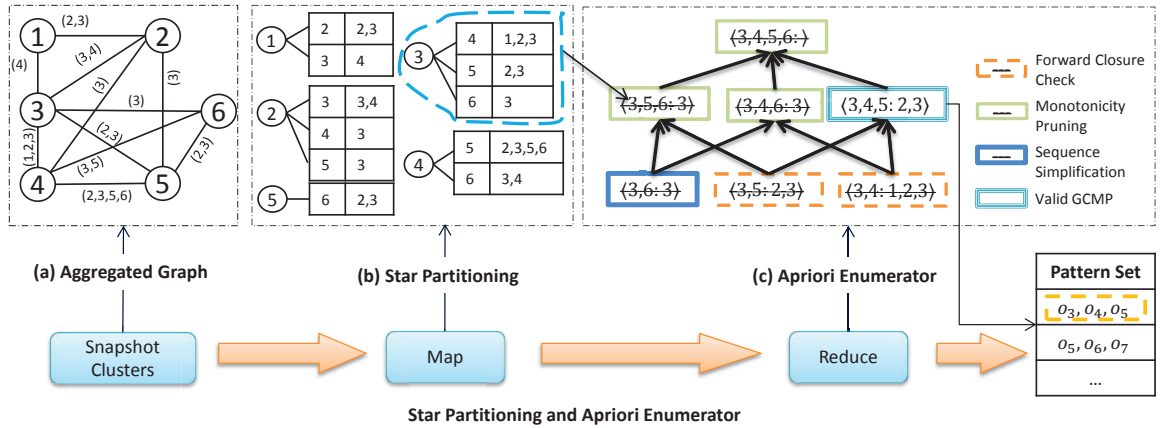 (2,3)
1
2
(4)
(3,4)
(3)
(3)
3
(3)
6
(1,2,3)
(2,3)
(2,3)
(3,5)
4
(2,3,5,6)
5
(a) Aggregated Graph
1
2 2,3
3 4
2
3 3,4
4 3
5 3
5
6 2,3
3
4 1,2,3
5 2,3
6 3
4
5 2,3,5,6
6 3,4
(b) Star Partitioning
⟨3,4,5,6: ⟩
⟨3,5,6: 3⟩
⟨3,4,6: 3⟩
⟨3,4,5: 2,3⟩
⟨3,6: 3⟩
⟨3,5: 2,3⟩
⟨3,4: 1,2,3⟩
Forward Closure
Check
Monotonicity
Pruning
Sequence
Simplification
Valid GCMP
(c) Apriori Enumerator
Snapshot
Clusters
Map
Reduce
Pattern Set
o₃, o₄, o₅
o₅, o₆, o₇
...
Star Partitioning and Apriori Enumerator